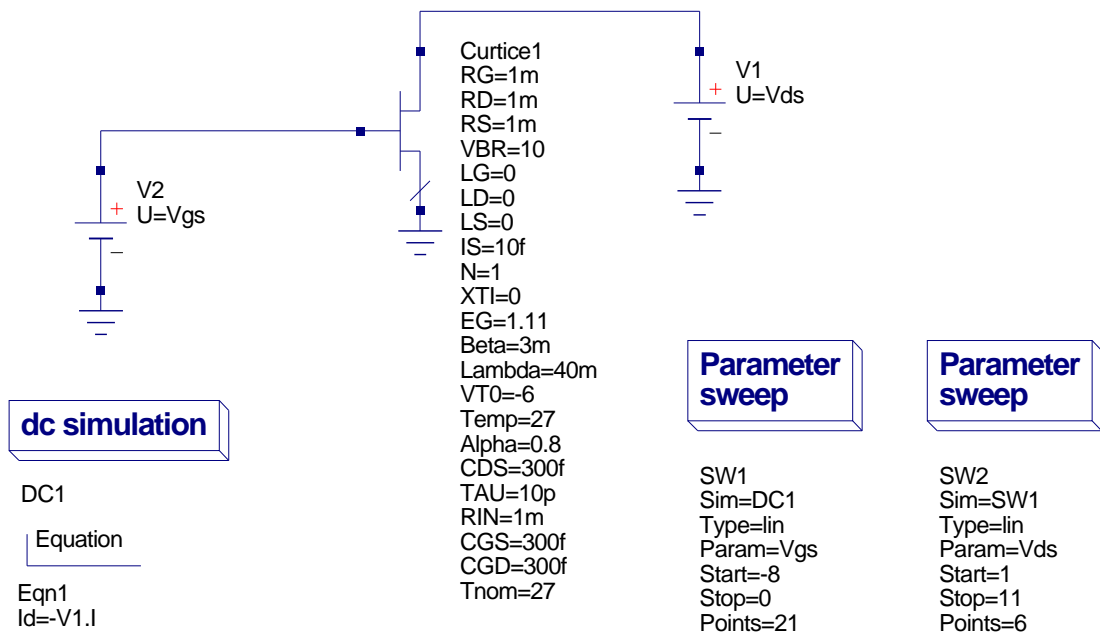 Curtice1
RG=1m
RD=1m
RS=1m
VBR=10
LG=0
LD=0
LS=0
IS=10f
N=1
XTI=0
EG=1.11
Beta=3m
Lambda=40m
VT0=-6
Temp=27
Alpha=0.8
CDS=300f
TAU=10p
RIN=1m
CGS=300f
CGD=300f
Tnom=27
V1
U=Vds
V2
U=Vgs
dc simulation
DC1
Equation
Eqn1
Id=-V1.I
Parameter
sweep
SW1
Sim=DC1
Type=lin
Param=Vgs
Start=-8
Stop=0
Points=21
Parameter
sweep
SW2
Sim=SW1
Type=lin
Param=Vds
Start=1
Stop=11
Points=6